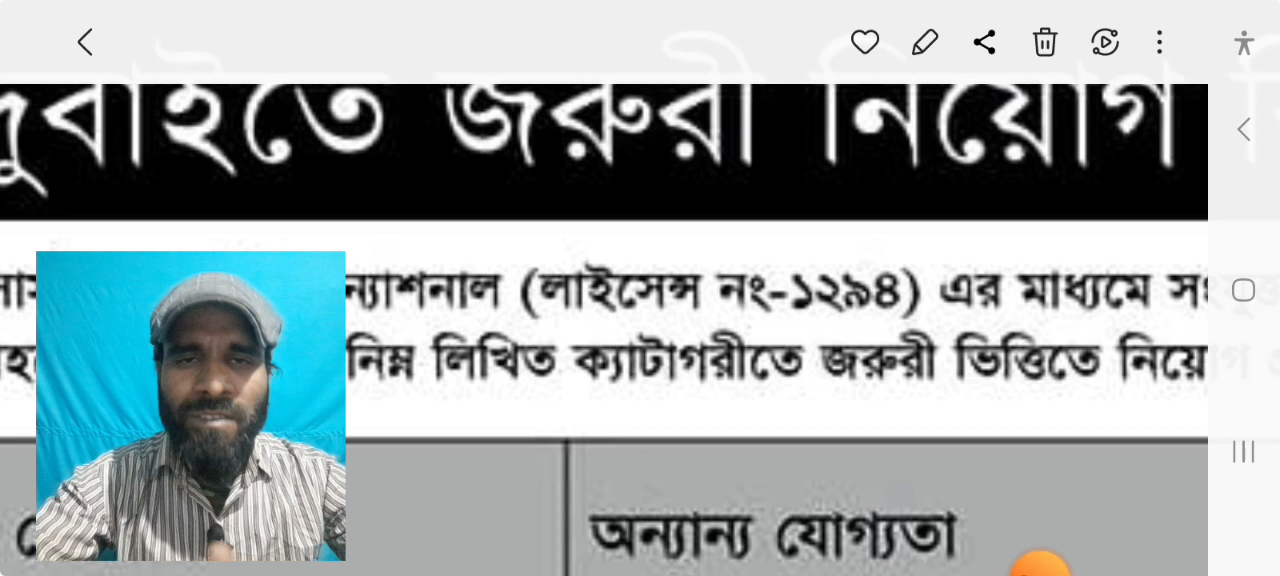 দুবাইতে জরুরী নিয়োগ
ন্যাশনাল (লাইসেন্স নং-১২৯৪) এর মাধ্যমে
নিম্ন লিখিত ক্যাটাগরীতে জরুরী ভিত্তিতে
অন্যান্য যোগ্যতা